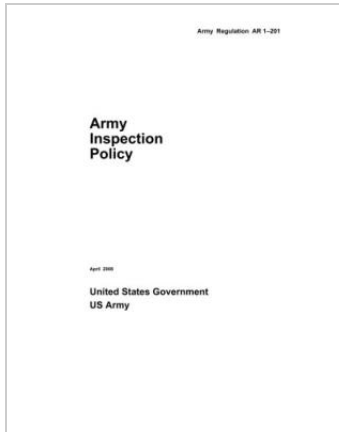 Army Regulation AR 1–201
Army
Inspection
Policy
April
United States Government
US Army